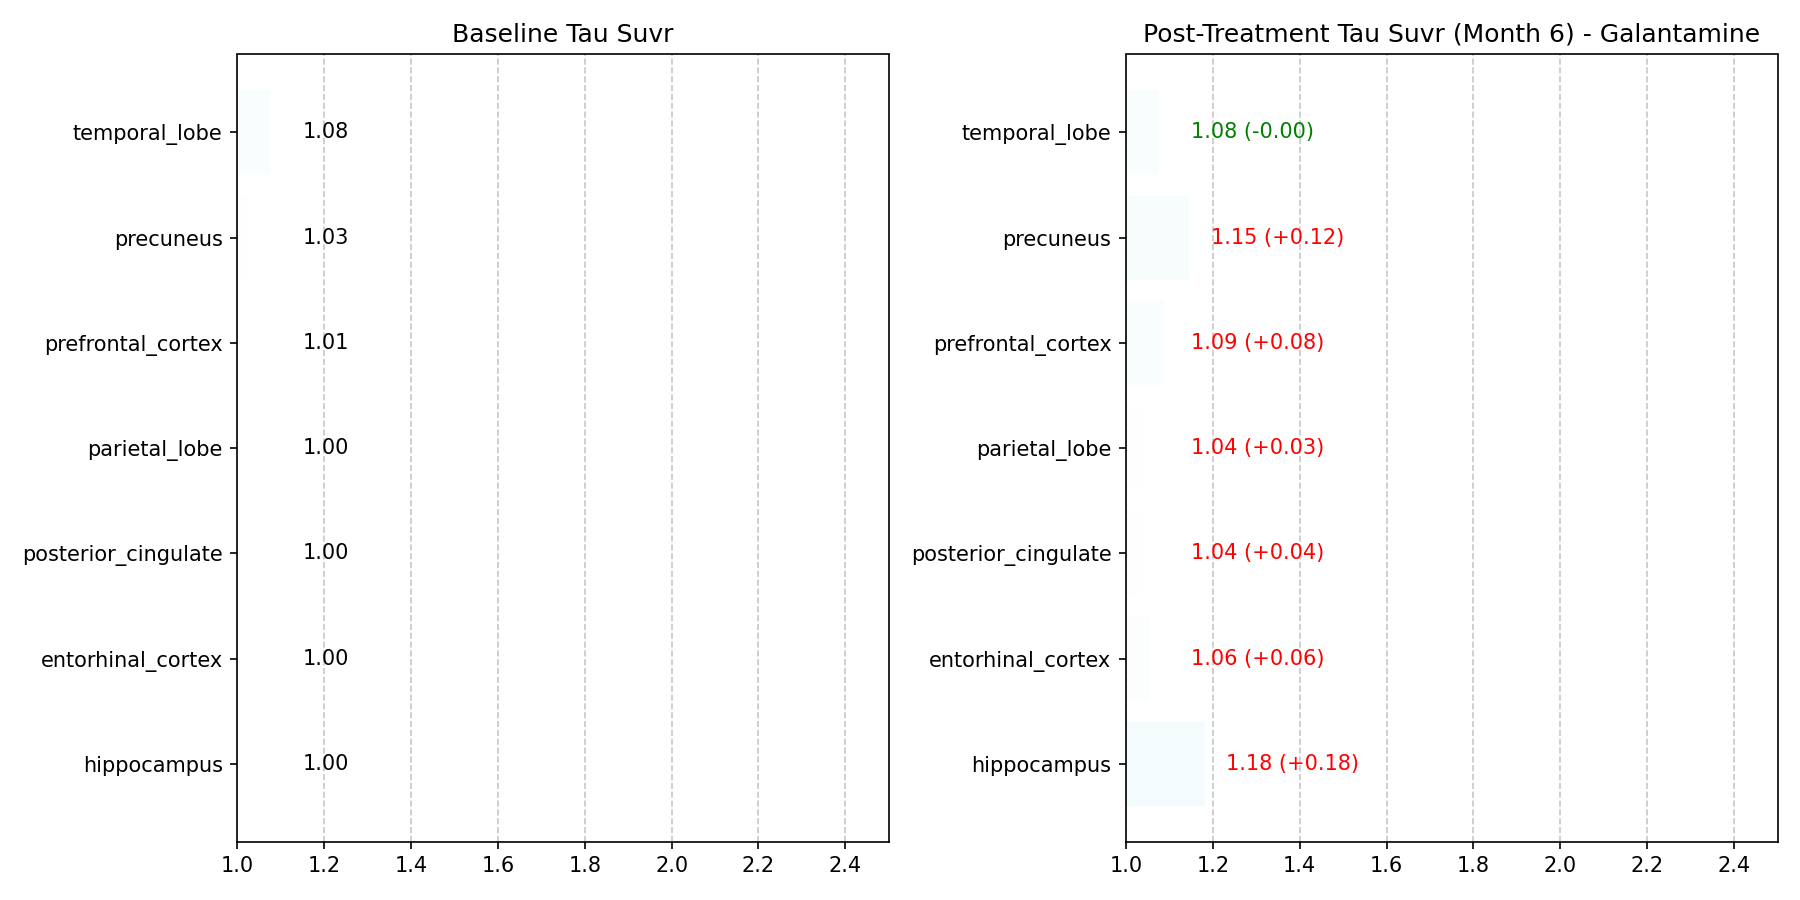 Baseline Tau Suvr
temporal_lobe 1.08
precuneus 1.03
prefrontal_cortex 1.01
parietal_lobe 1.00
posterior_cingulate 1.00
entorhinal_cortex 1.00
hippocampus 1.00
1.0 1.2 1.4 1.6 1.8 2.0 2.2 2.4
Post-Treatment Tau Suvr (Month 6) - Galantamine
temporal_lobe 1.08 (-0.00)
precuneus 1.15 (+0.12)
prefrontal_cortex 1.09 (+0.08)
parietal_lobe 1.04 (+0.03)
posterior_cingulate 1.04 (+0.04)
entorhinal_cortex 1.06 (+0.06)
hippocampus 1.18 (+0.18)
1.0 1.2 1.4 1.6 1.8 2.0 2.2 2.4